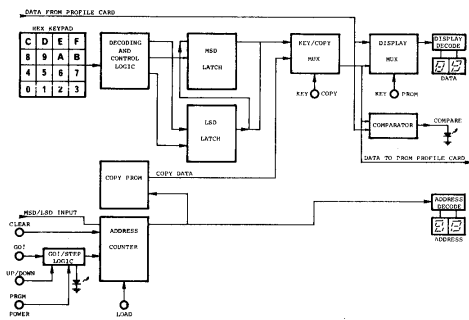 DATA FROM PROFILE CARD
HEX KEYPAD
C D E F
8 9 A B
4 5 6 7
0 1 2 3
DECODING AND CONTROL LOGIC
MSD LATCH
LSD LATCH
KEY/COPY MUX
KEY COPY
DISPLAY MUX
KEY PROM
DISPLAY DECODE
DATA
COMPARATOR
COMPARE
DATA TO PROM PROFILE CARD
COPY PROM
COPY DATA
MSD/LSD INPUT
CLEAR
GO!
GO!/STEP LOGIC
UP/DOWN
PRGM POWER
ADDRESS COUNTER
LOAD
ADDRESS DECODE
ADDRESS